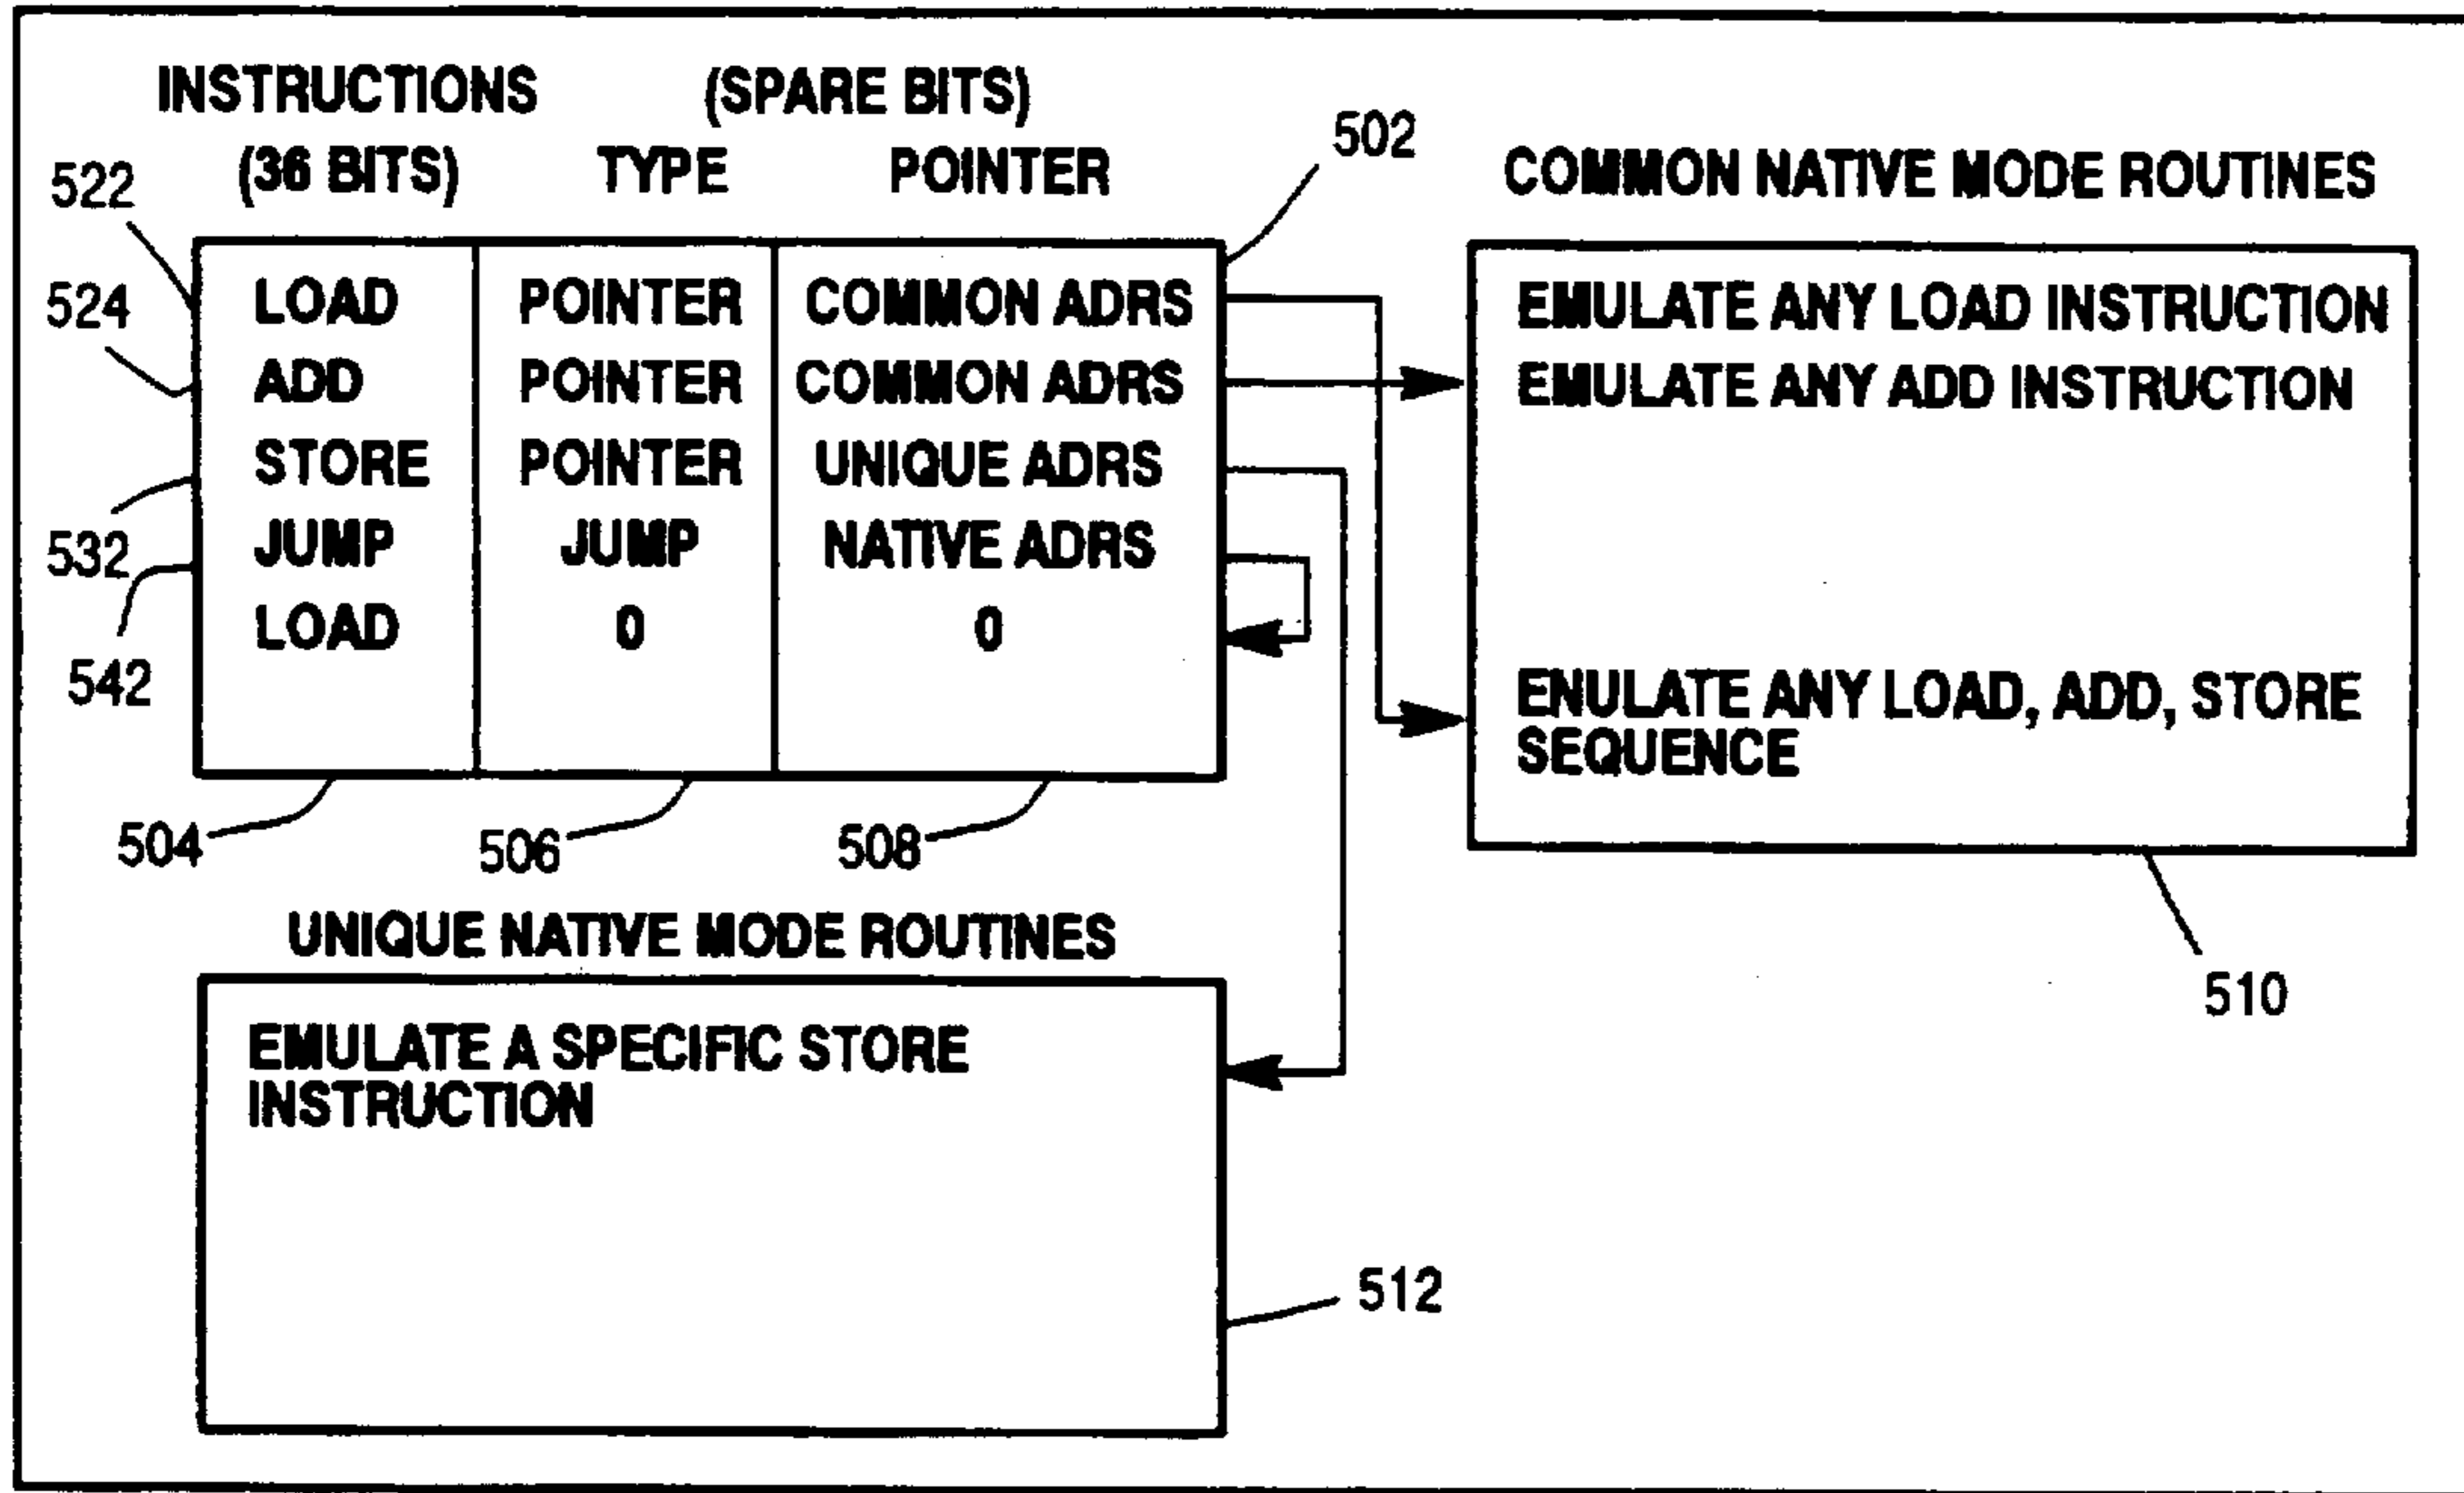 INSTRUCTIONS (SPARE BITS)
(36 BITS) TYPE POINTER
502
COMMON NATIVE MODE ROUTINES
522
524
532
542
LOAD POINTER COMMON ADRS
ADD POINTER COMMON ADRS
STORE POINTER UNIQUE ADRS
JUMP JUMP NATIVE ADRS
LOAD 0 0
EMULATE ANY LOAD INSTRUCTION
EMULATE ANY ADD INSTRUCTION
ENULATE ANY LOAD, ADD, STORE
SEQUENCE
504 506 508
510
UNIQUE NATIVE MODE ROUTINES
EMULATE A SPECIFIC STORE
INSTRUCTION
512